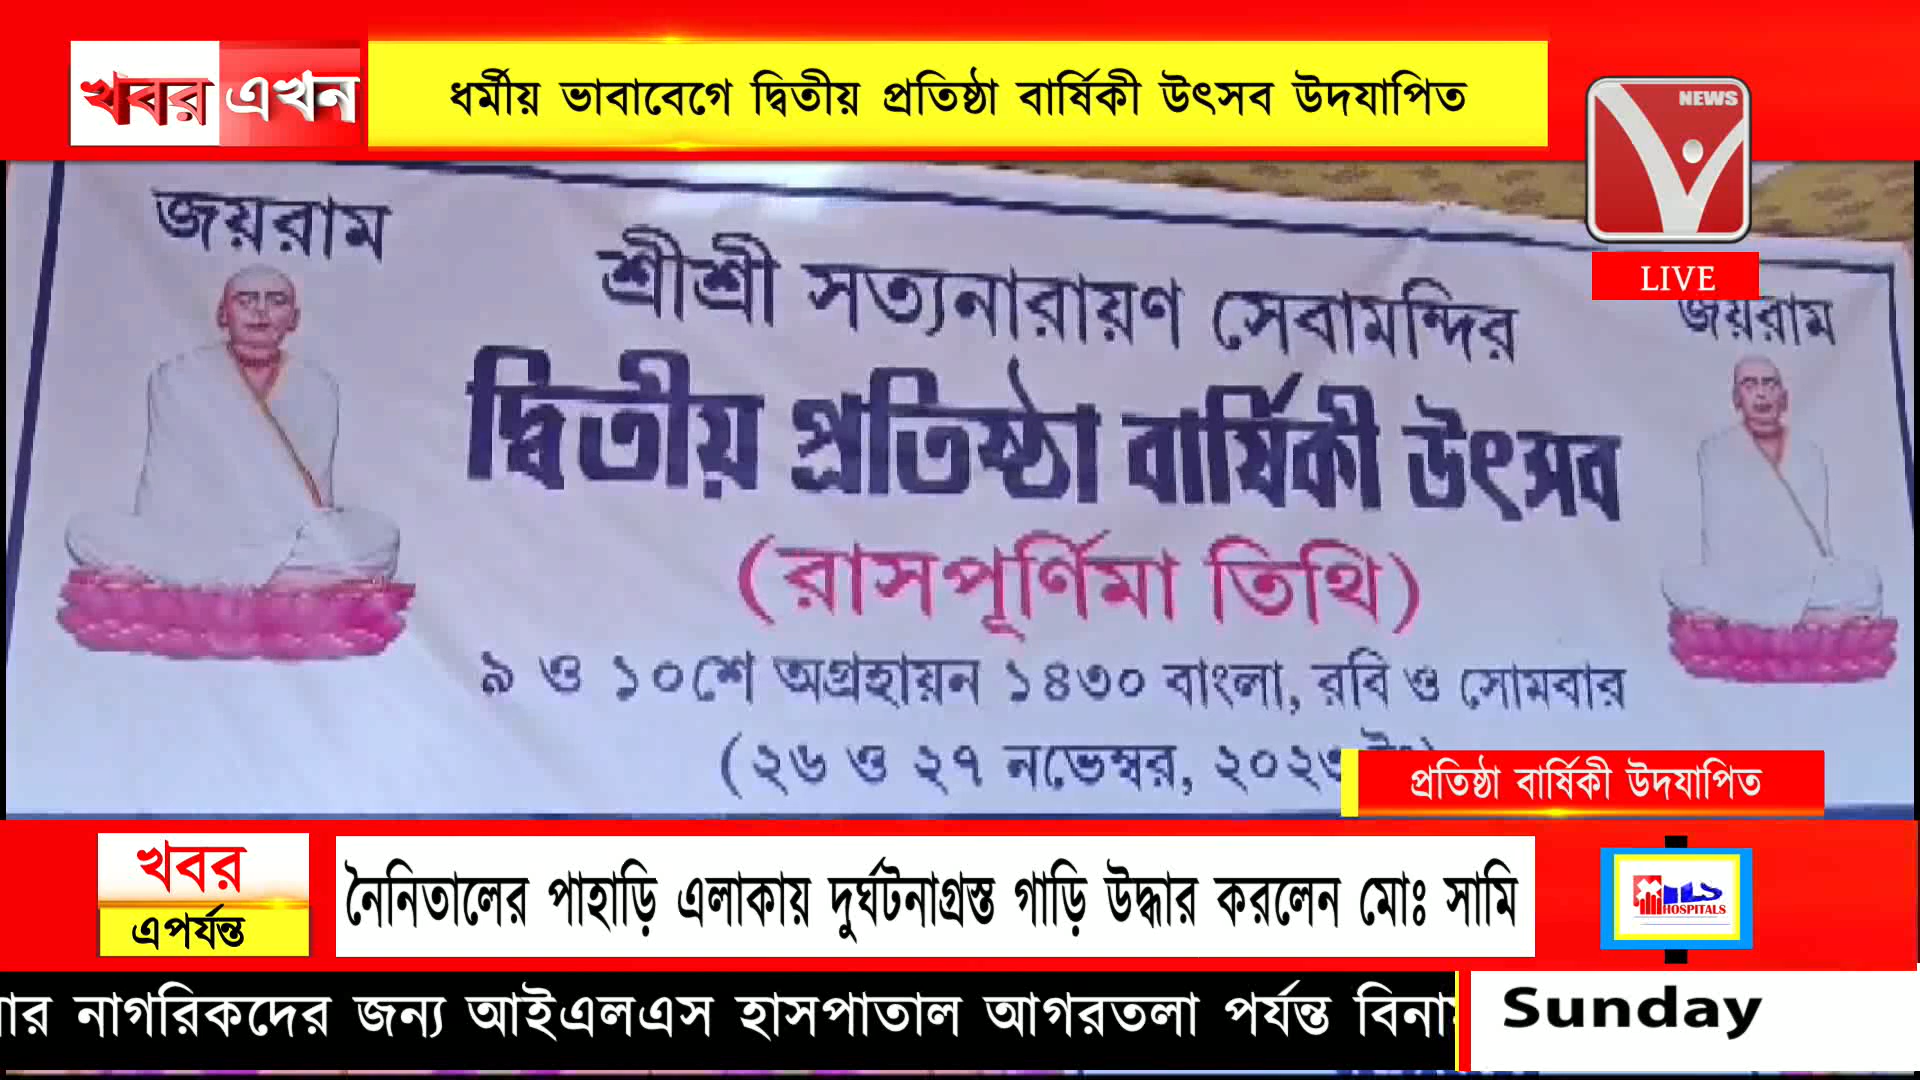 খবর এখন
ধর্মীয় ভাবাবেগে দ্বিতীয় প্রতিষ্ঠা বার্ষিকী উৎসব উদযাপিত
NEWS
LIVE
জয়রাম
জয়রাম
শ্রীশ্রী সত্যনারায়ণ সেবামন্দির
দ্বিতীয় প্রতিষ্ঠা বার্ষিকী উৎসব
(রাসপূর্ণিমা তিথি)
৯ ও ১০শে অগ্রহায়ন ১৪৩০ বাংলা, রবি ও সোমবার
(২৬ ও ২৭ নভেম্বর,
প্রতিষ্ঠা বার্ষিকী উদযাপিত
খবর
এপর্যন্ত
নৈনিতালের পাহাড়ি এলাকায় দুর্ঘটনাগ্রস্ত গাড়ি উদ্ধার করলেন মোঃ সামি
ILS
HOSPITALS
নাগরিকদের জন্য আইএলএস হাসপাতাল আগরতলা পর্যন্ত
Sunday